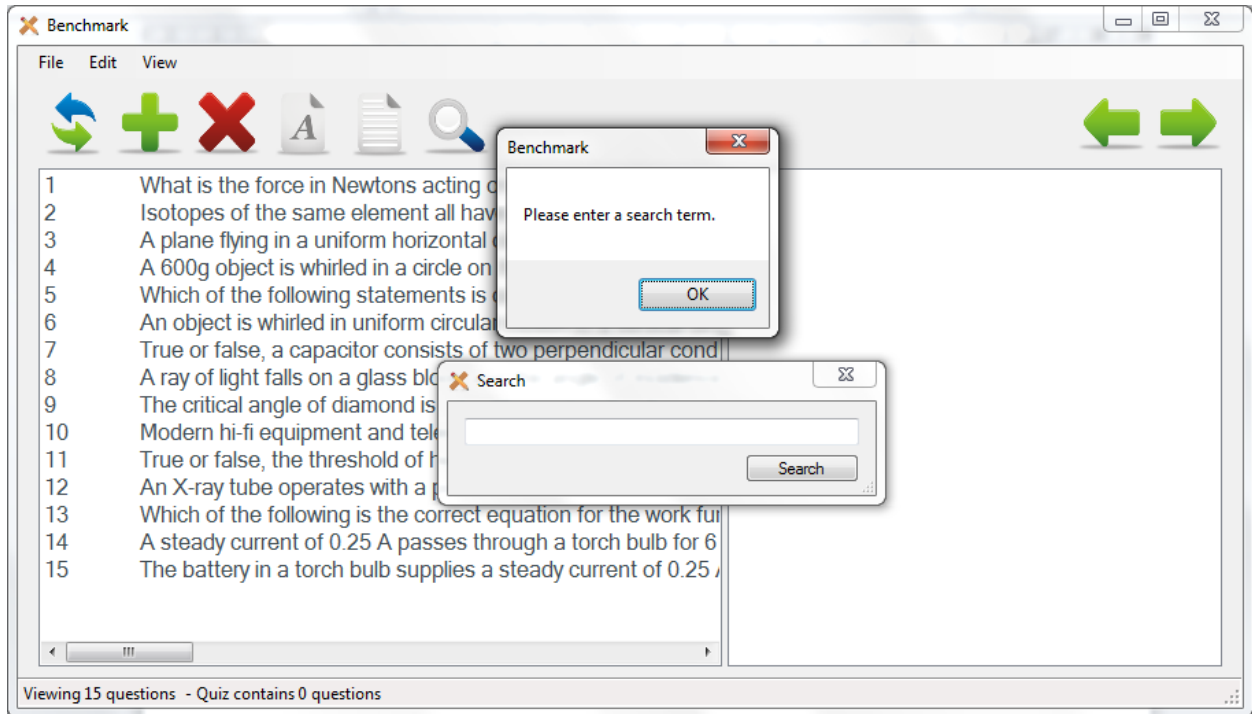 Benchmark
File Edit View
Benchmark
Please enter a search term.
OK
1 What is the force in Newtons acting
2 Isotopes of the same element all hav
3 A plane flying in a uniform horizontal
4 A 600g object is whirled in a circle on
5 Which of the following statements is
6 An object is whirled in uniform circular
7 True or false, a capacitor consists of two perpendicular cond
8 A ray of light falls on a glass blo
9 The critical angle of diamond is
10 Modern hi-fi equipment and tele
11 True or false, the threshold of h
12 An X-ray tube operates with a p
13 Which of the following is the correct equation for the work fun
14 A steady current of 0.25 A passes through a torch bulb for 6
15 The battery in a torch bulb supplies a steady current of 0.25 A
Search
Search
Viewing 15 questions - Quiz contains 0 questions